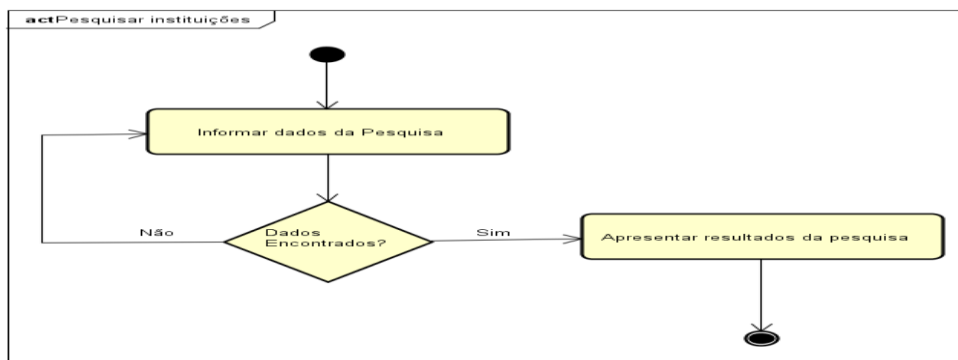 actPesquisar instituições
Informar dados da Pesquisa
Dados
Encontrados?
Não
Sim
Apresentar resultados da pesquisa